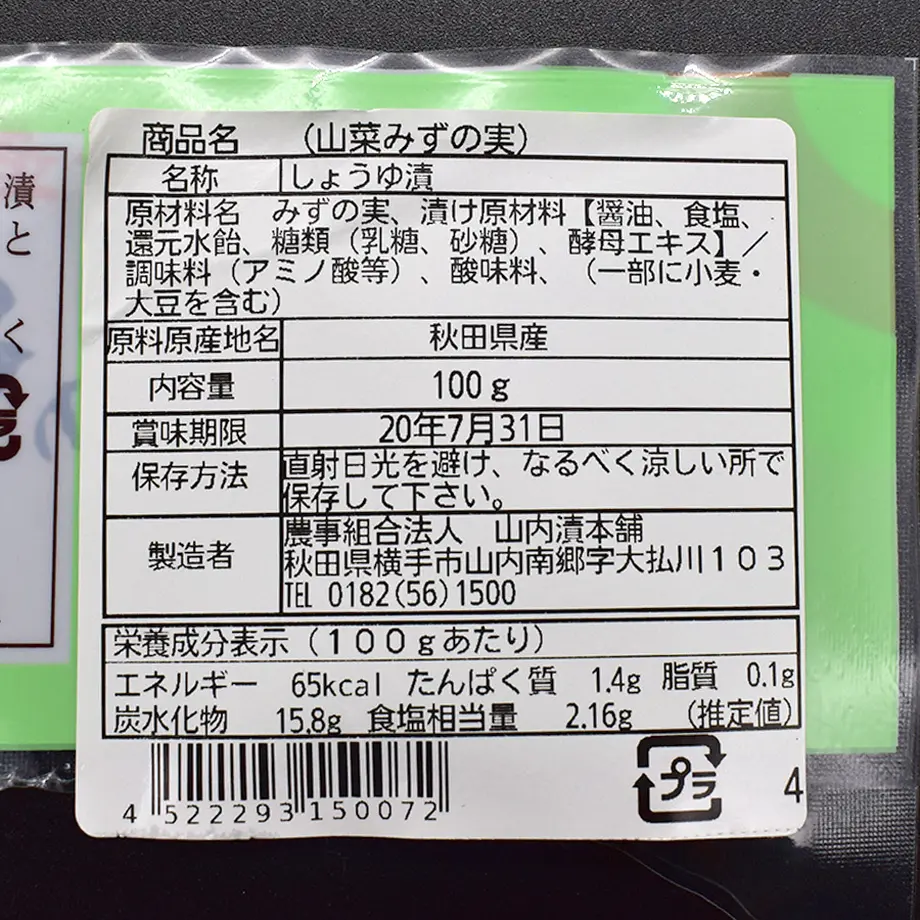 商品名　（山菜みずの実）
名称　しょうゆ漬
原材料名　みずの実、漬け原材料【醤油、食塩、
還元水飴、糖類（乳糖、砂糖）、酵母エキス】／
調味料（アミノ酸等）、酸味料、（一部に小麦・
大豆を含む）
原料原産地名　秋田県産
内容量　100g
賞味期限　20年7月31日
保存方法　直射日光を避け、なるべく涼しい所で
保存して下さい。
製造者　農事組合法人　山内漬本舗
秋田県横手市山内南郷字大払川１０３
TEL 0182(56)1500
栄養成分表示（１００gあたり）
エネルギー　65kcal　たんぱく質　1.4g　脂質　0.1g
炭水化物　15.8g　食塩相当量　2.16g　（推定値）
4 522293 150072
プラ
4
漬
と
く